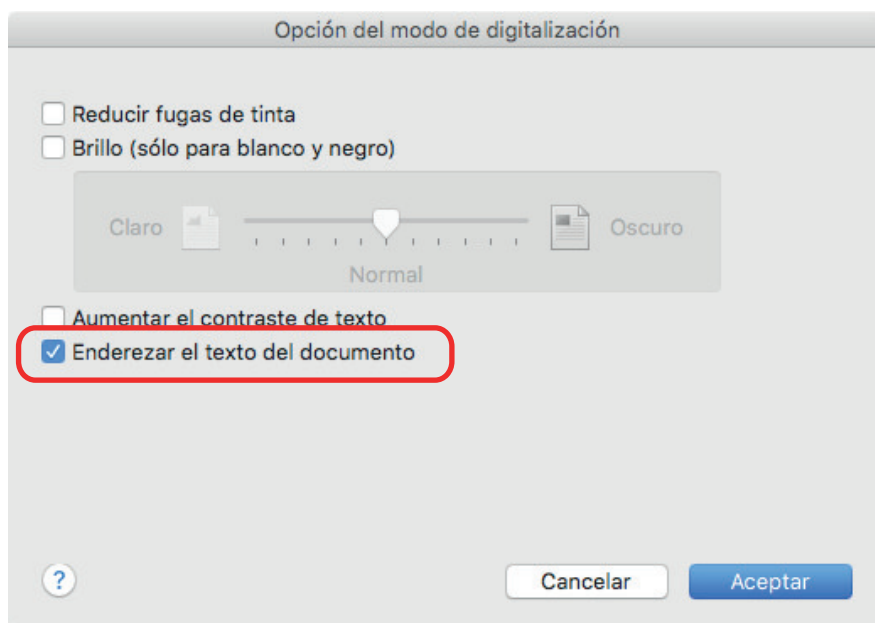 Opción del modo de digitalización
Reducir fugas de tinta
Brillo (sólo para blanco y negro)
Claro
Oscuro
Normal
Aumentar el contraste de texto
Enderezar el texto del documento
?
Cancelar
Aceptar